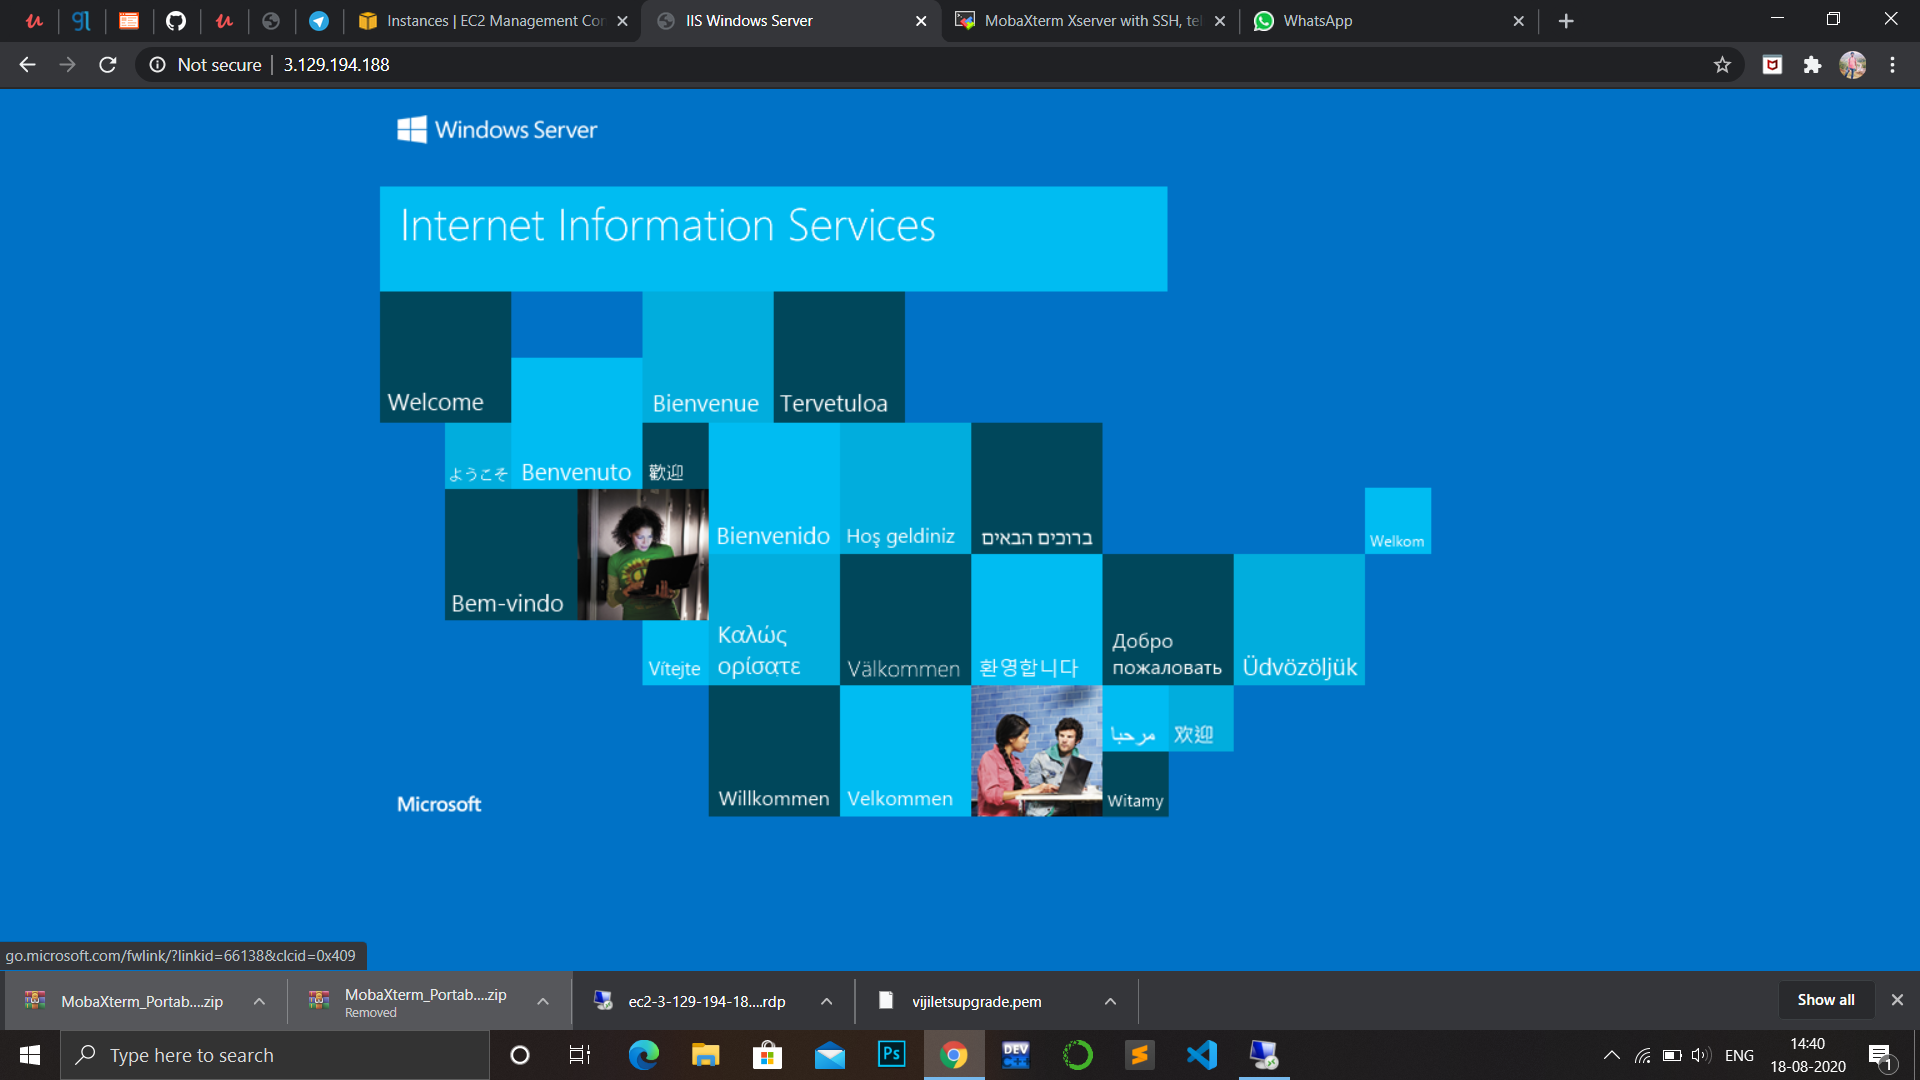 Instances | EC2 Management Con
IIS Windows Server
MobaXterm Xserver with SSH, tel
WhatsApp
Not secure
3.129.194.188
Windows Server
Internet Information Services
Welcome
Bienvenue
Tervetuloa
ようこそ
Benvenuto
歡迎
Bienvenido
Hoş geldiniz
ברוכים הבאים
Welkom
Bem-vindo
Vítejte
Καλώς
ορίσατε
Välkommen
환영합니다
Добро
пожаловать
Üdvözöljük
Willkommen
Velkommen
مرحبا
欢迎
Witamy
Microsoft
go.microsoft.com/fwlink/?linkid=66138&clcid=0x409
MobaXterm_Portab....zip
MobaXterm_Portab....zip
Removed
ec2-3-129-194-18....rdp
vijiletsupgrade.pem
Show all
Type here to search
Ps
DEV
C++
ENG
14:40
18-08-2020
1